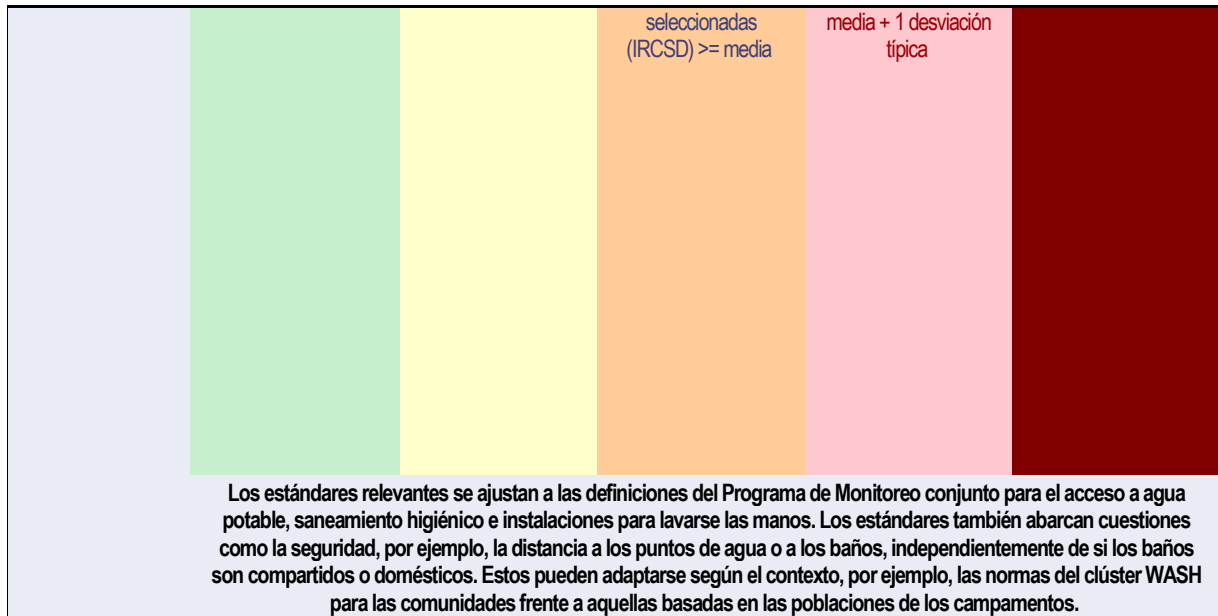 seleccionadas
(IRCSD) >= media
media + 1 desviación
típica
Los estándares relevantes se ajustan a las definiciones del Programa de Monitoreo conjunto para el acceso a agua
potable, saneamiento higiénico e instalaciones para lavarse las manos. Los estándares también abarcan cuestiones
como la seguridad, por ejemplo, la distancia a los puntos de agua o a los baños, independientemente de si los baños
son compartidos o domésticos. Estos pueden adaptarse según el contexto, por ejemplo, las normas del clúster WASH
para las comunidades frente a aquellas basadas en las poblaciones de los campamentos.